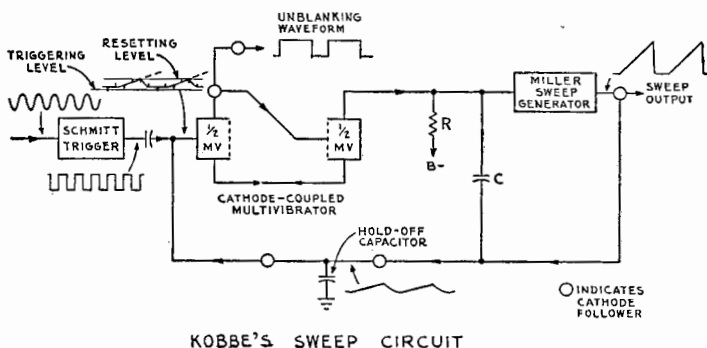 UNBLANKING
WAVEFORM
RESETTING
LEVEL
TRIGGERING
LEVEL
MILLER
SWEEP
GENERATOR
SWEEP
OUTPUT
SCHMITT
TRIGGER
1/2
MV
1/2
MV
R
B-
C
CATHODE-COUPLED
MULTIVIBRATOR
HOLD-OFF
CAPACITOR
INDICATES
CATHODE
FOLLOWER
KOBBE'S SWEEP CIRCUIT